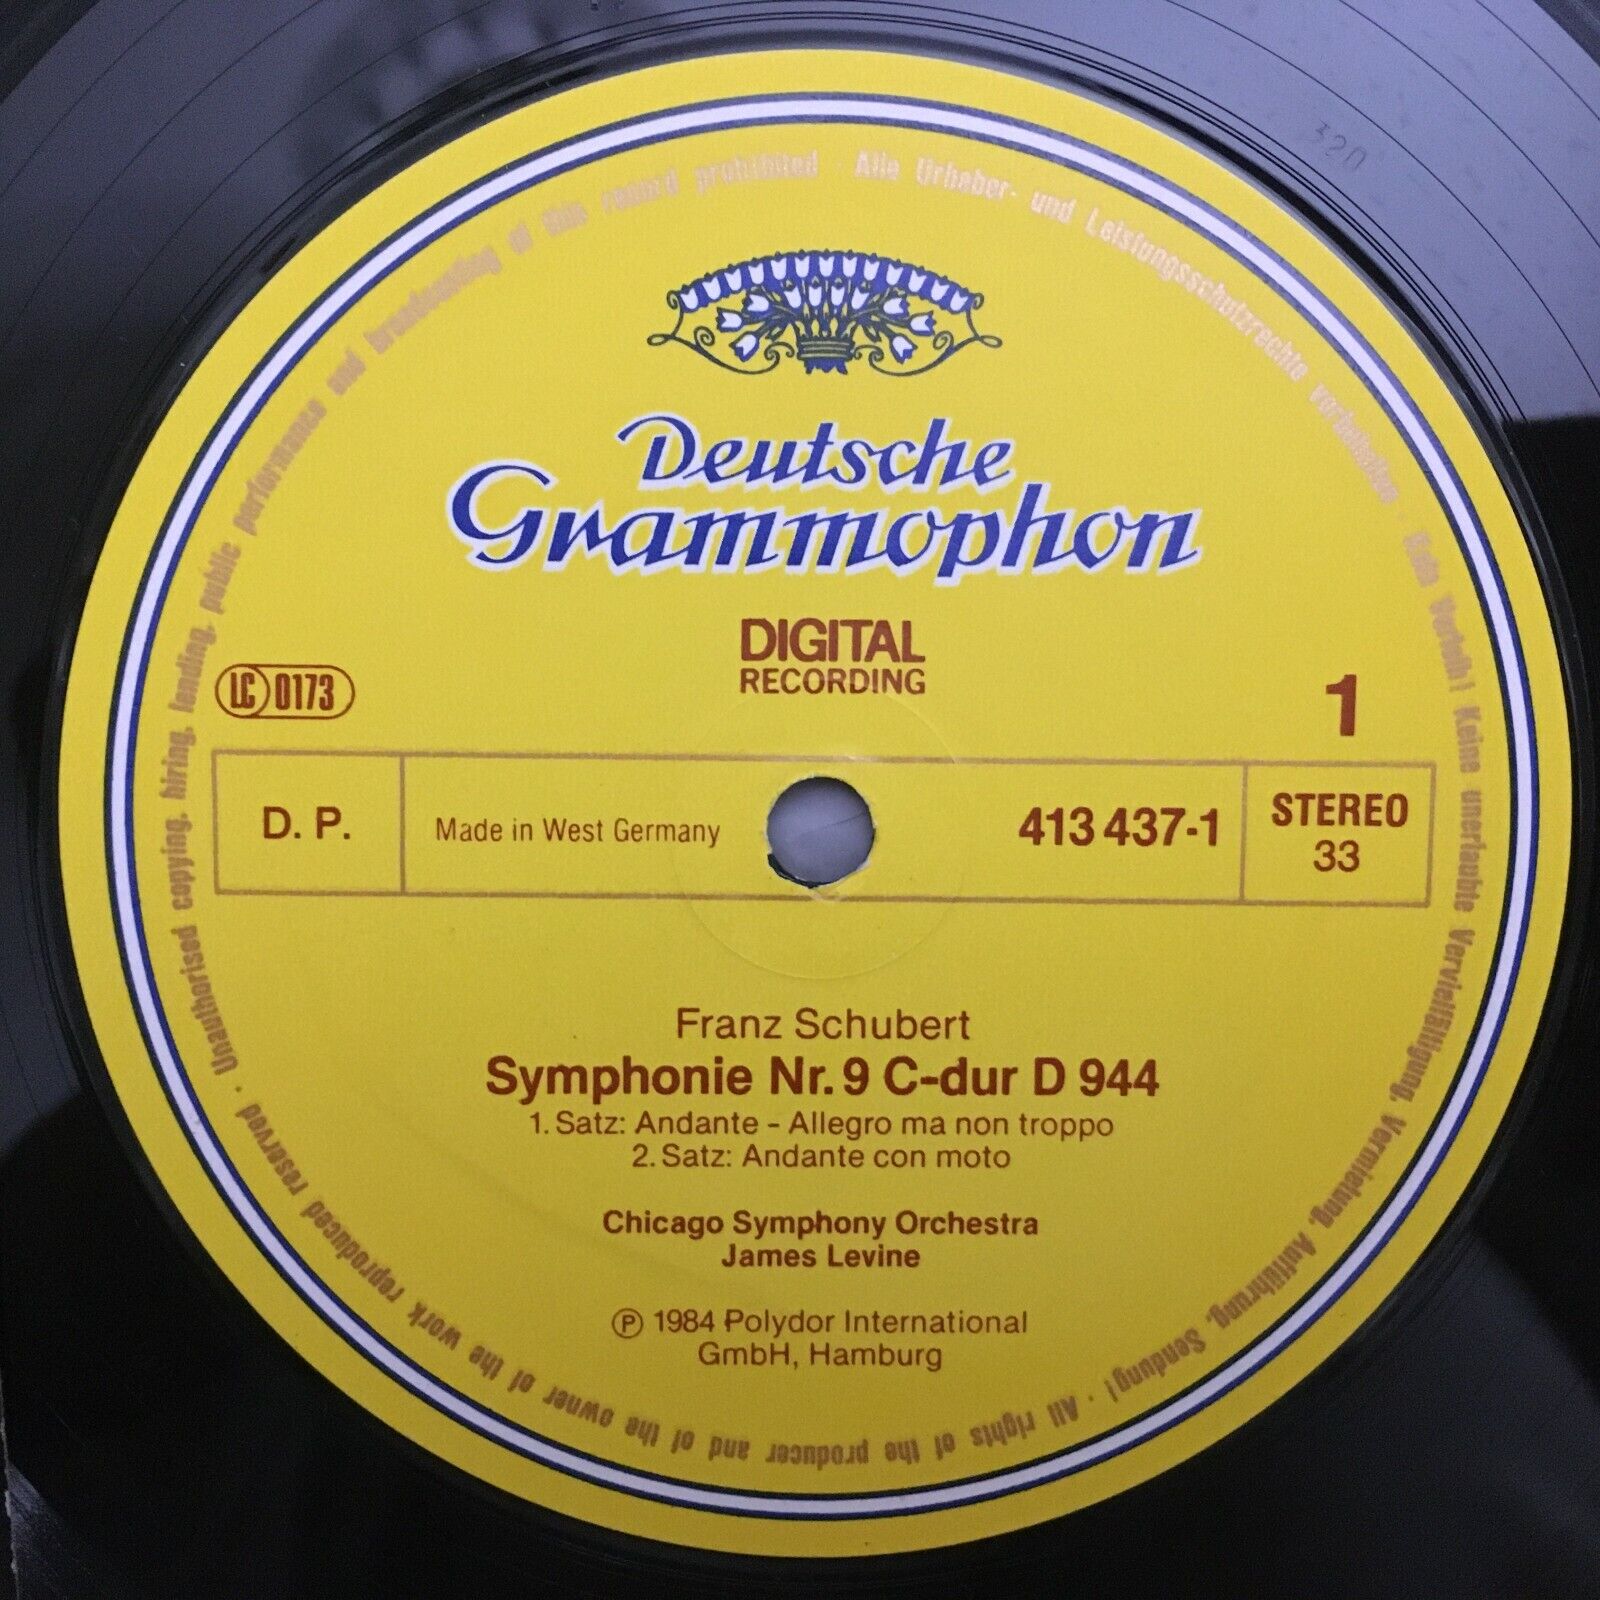 Deutsche
Grammophon
DIGITAL
RECORDING
LC 0173
1
D. P.
Made in West Germany
413 437-1
STEREO
33
Franz Schubert
Symphonie Nr. 9 C-dur D 944
1. Satz: Andante - Allegro ma non troppo
2. Satz: Andante con moto
Chicago Symphony Orchestra
James Levine
℗ 1984 Polydor International
GmbH, Hamburg
Alle Urheber- und Leistungsschutzrechte vorbehalten · Kein Verleih! Keine unerlaubte Vervielfältigung, Vermietung, Aufführung, Sendung! · All rights of the producer and of the owner of the work reproduced reserved · Unauthorised copying, hiring, lending, public performance and broadcasting of this record prohibited ·
320